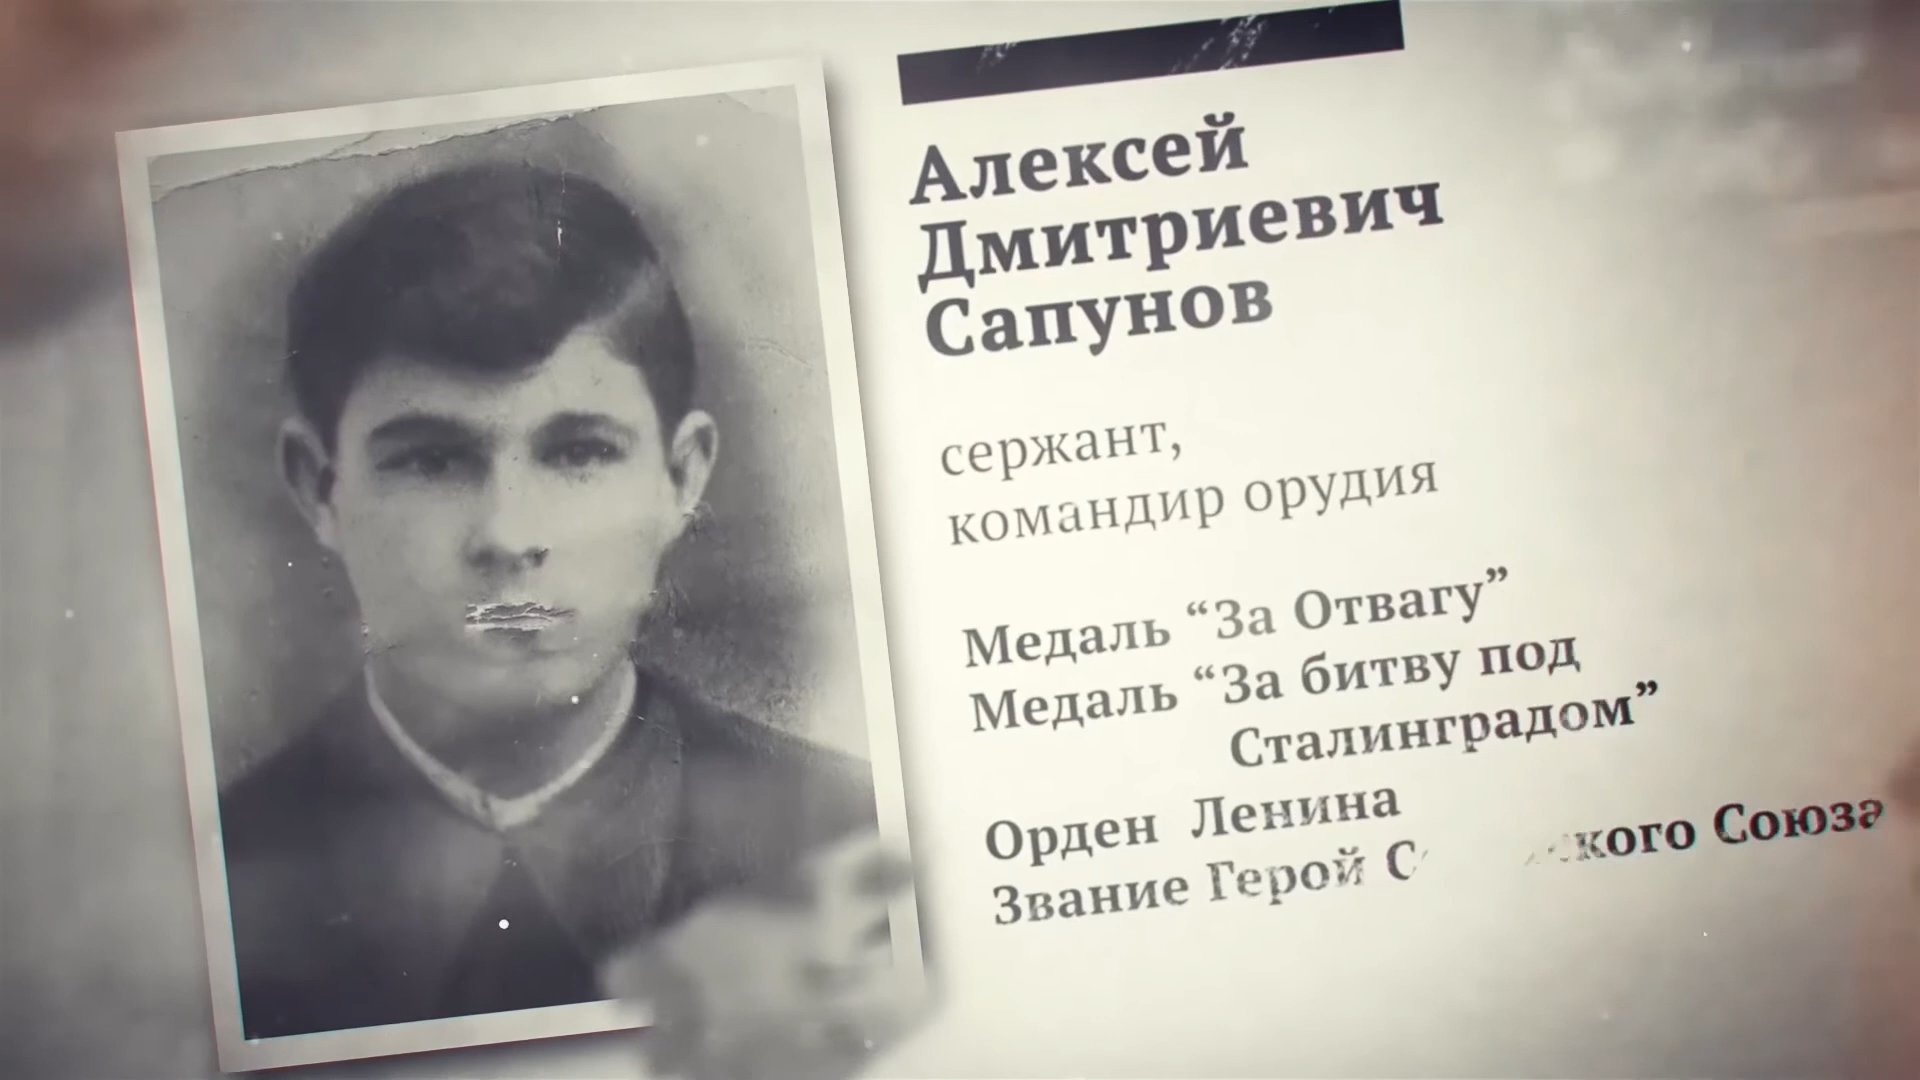 Алексей
Дмитриевич
Сапунов
сержант,
командир орудия
Медаль “За Отвагу”
Медаль “За битву под
Сталинградом”
Орден Ленина
Звание Герой Союза